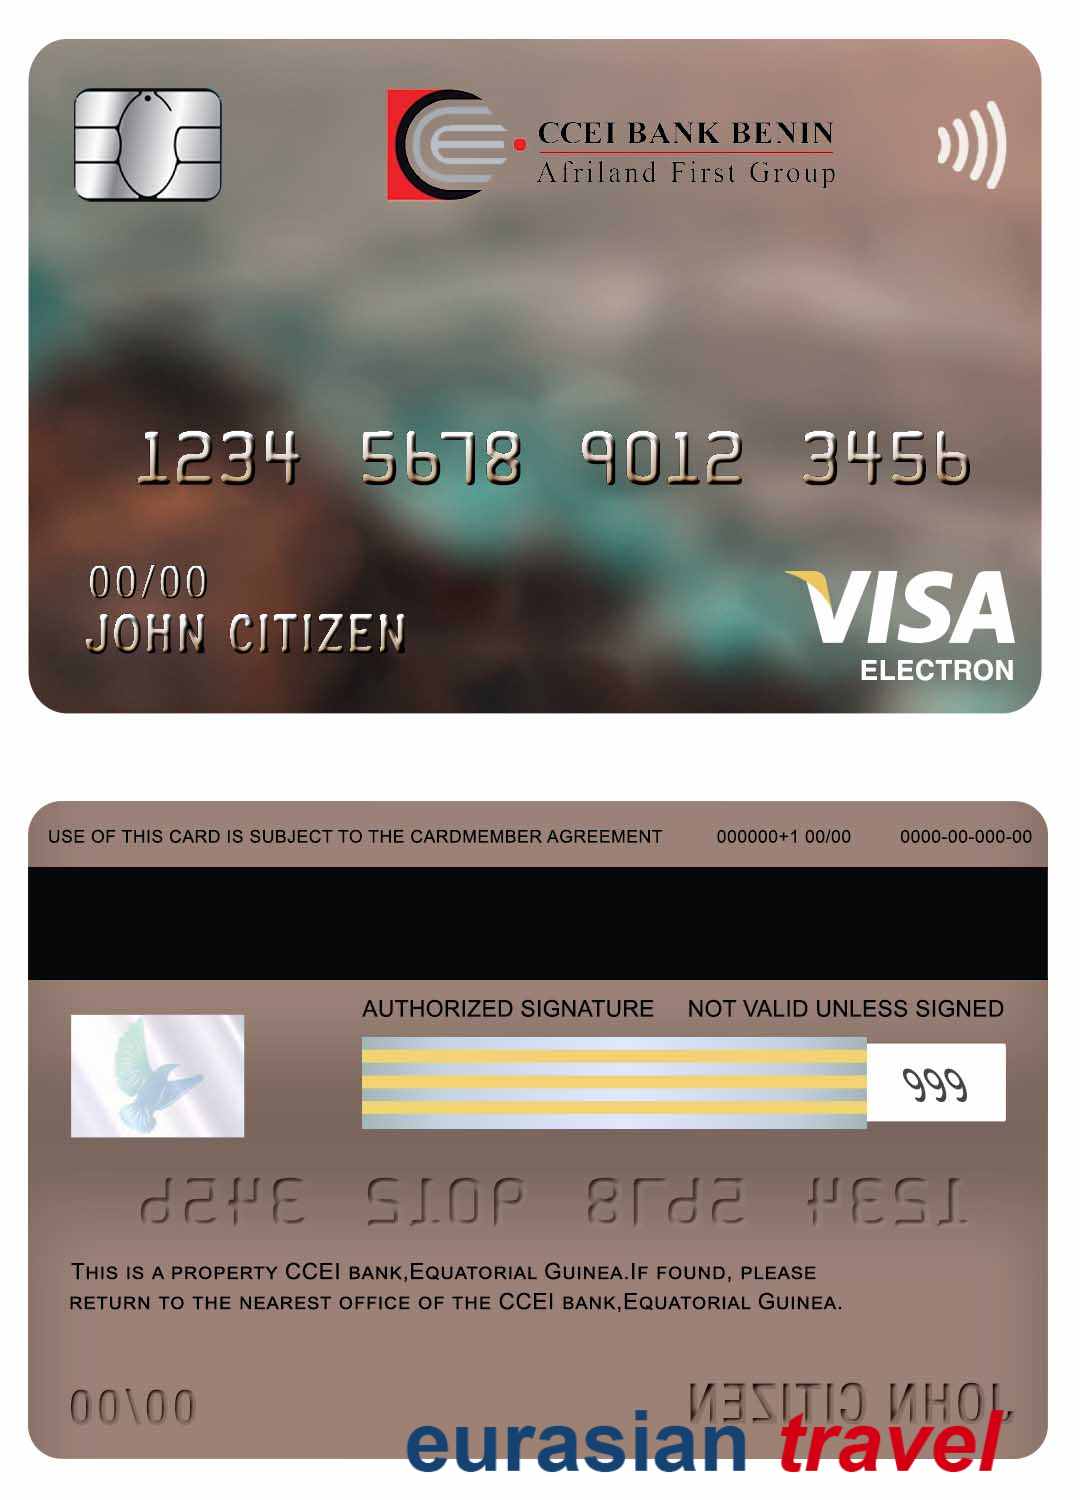 CCEI BANK BENIN
Afriland First Group
1234 5678 9012 3456
00/00
JOHN CITIZEN
VISA
ELECTRON
USE OF THIS CARD IS SUBJECT TO THE CARDMEMBER AGREEMENT 000000+1 00/00 0000-00-000-00
AUTHORIZED SIGNATURE NOT VALID UNLESS SIGNED
999
1234 5678 9012 3456
THIS IS A PROPERTY CCEI BANK,EQUATORIAL GUINEA.IF FOUND, PLEASE
RETURN TO THE NEAREST OFFICE OF THE CCEI BANK,EQUATORIAL GUINEA.
00/00 JOHN CITIZEN
eurasian travel